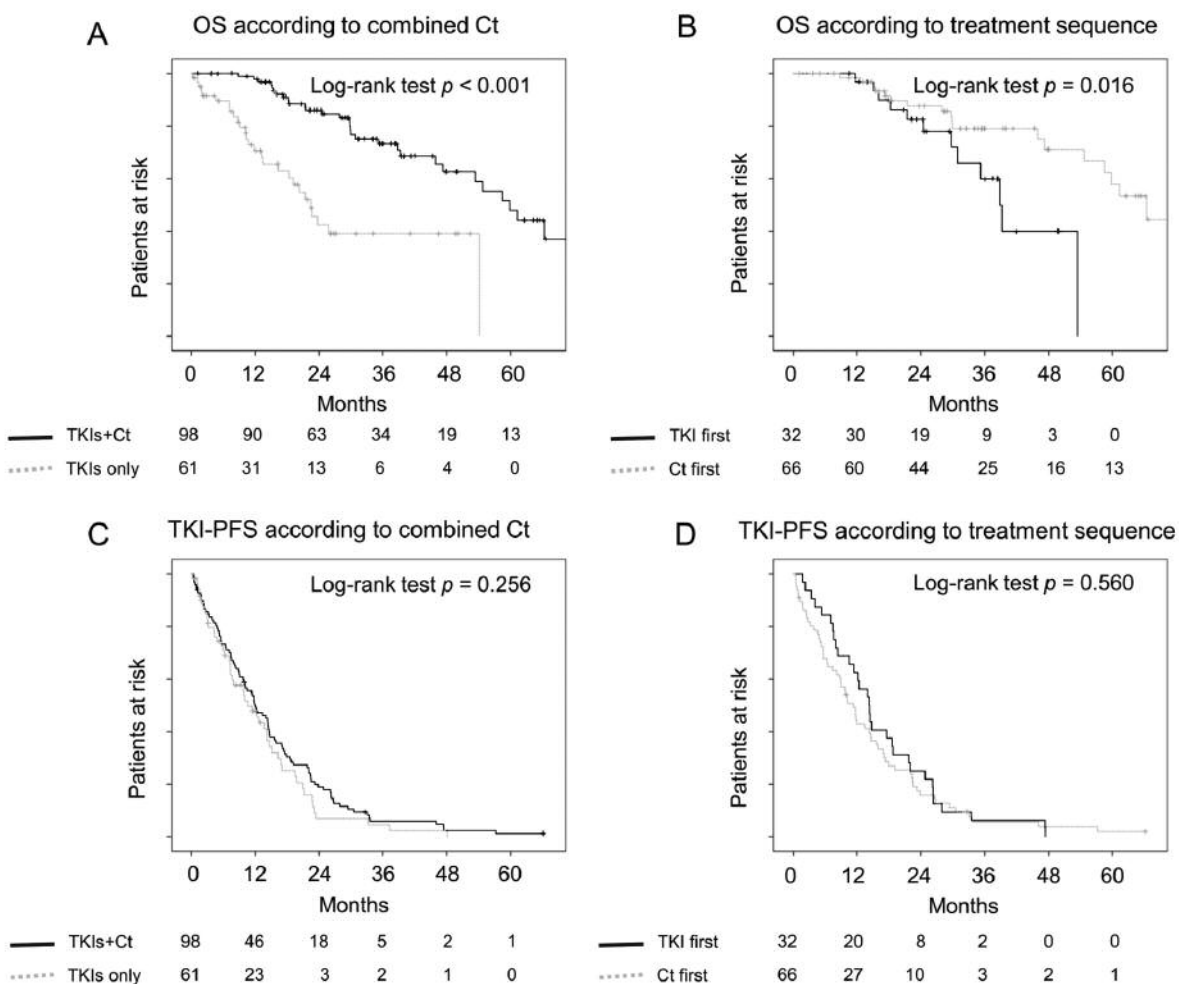 A
OS according to combined Ct
Log-rank test p < 0.001
Patients at risk
0 12 24 36 48 60
Months
TKIs+Ct 98 90 63 34 19 13
TKIs only 61 31 13 6 4 0
B
OS according to treatment sequence
Log-rank test p = 0.016
Patients at risk
0 12 24 36 48 60
Months
TKI first 32 30 19 9 3 0
Ct first 66 60 44 25 16 13
C
TKI-PFS according to combined Ct
Log-rank test p = 0.256
Patients at risk
0 12 24 36 48 60
Months
TKIs+Ct 98 46 18 5 2 1
TKIs only 61 23 3 2 1 0
D
TKI-PFS according to treatment sequence
Log-rank test p = 0.560
Patients at risk
0 12 24 36 48 60
Months
TKI first 32 20 8 2 0 0
Ct first 66 27 10 3 2 1